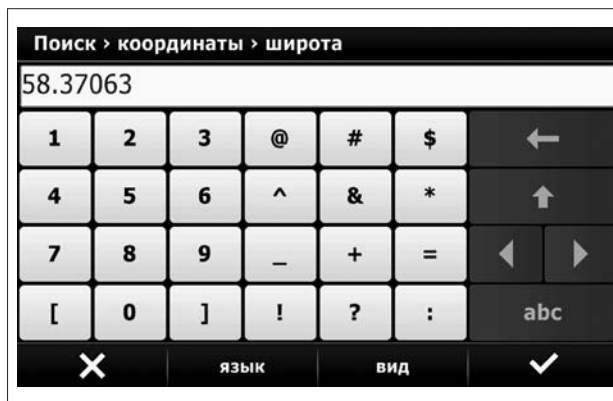 Поиск > координаты > широта
58.37063
1 2 3 @ # $
4 5 6 ^ & *
7 8 9 _ + =
[ 0 ] ! ? : abc
язык вид